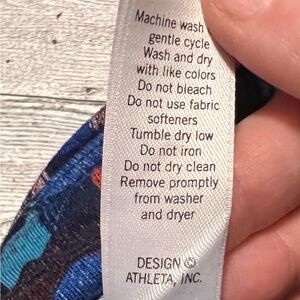 Machine wash
gentle cycle
Wash and dry
with like colors
Do not bleach
Do not use fabric
softeners
Tumble dry low
Do not iron
Do not dry clean
Remove promptly
from washer
and dryer
DESIGN ©
ATHLETA, INC.